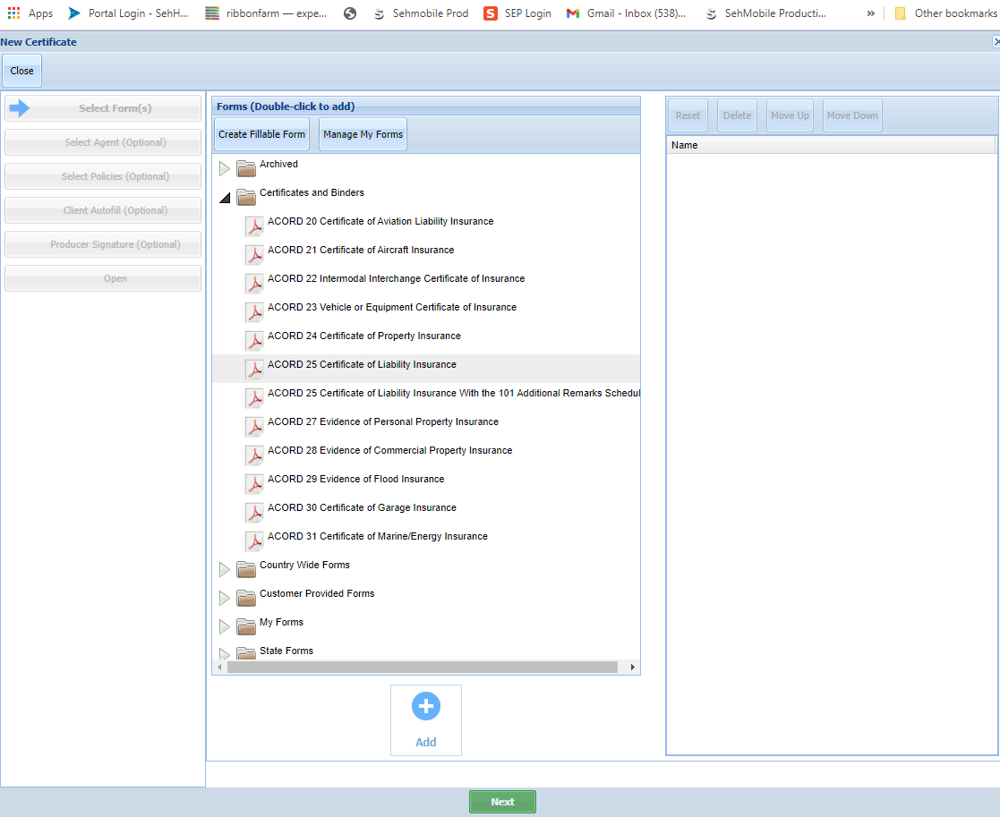 Apps
Portal Login - SehH...
ribbonfarm — expe...
Sehmobile Prod
S
SEP Login
Gmail - Inbox (538)...
SehMobile Producti...
»
Other bookmarks
New Certificate
Close
Select Form(s)
Select Agent (Optional)
Select Policies (Optional)
Client Autofill (Optional)
Producer Signature (Optional)
Open
Forms (Double-click to add)
Create Fillable Form
Manage My Forms
Archived
Certificates and Binders
ACORD 20 Certificate of Aviation Liability Insurance
ACORD 21 Certificate of Aircraft Insurance
ACORD 22 Intermodal Interchange Certificate of Insurance
ACORD 23 Vehicle or Equipment Certificate of Insurance
ACORD 24 Certificate of Property Insurance
ACORD 25 Certificate of Liability Insurance
ACORD 25 Certificate of Liability Insurance With the 101 Additional Remarks Schedul
ACORD 27 Evidence of Personal Property Insurance
ACORD 28 Evidence of Commercial Property Insurance
ACORD 29 Evidence of Flood Insurance
ACORD 30 Certificate of Garage Insurance
ACORD 31 Certificate of Marine/Energy Insurance
Country Wide Forms
Customer Provided Forms
My Forms
State Forms
Add
Reset
Delete
Move Up
Move Down
Name
Next